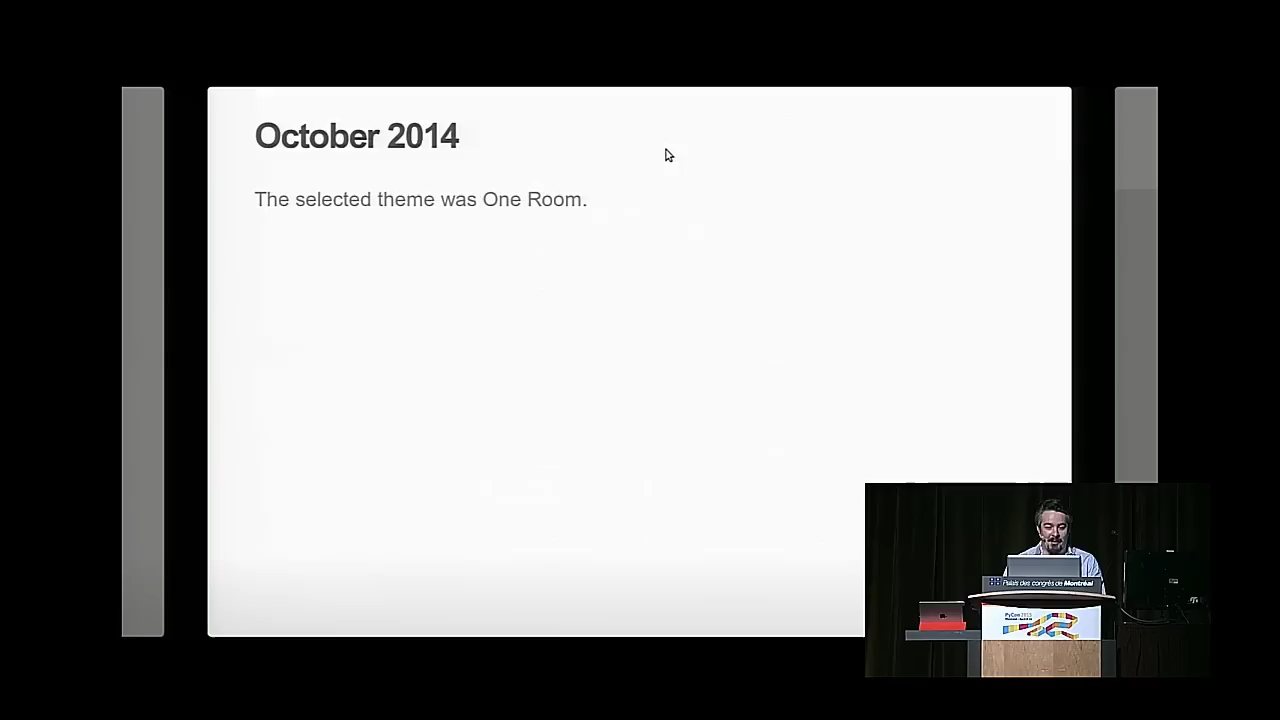 October 2014
The selected theme was One Room.
Palais des congrès de Montréal
PyCon 2015